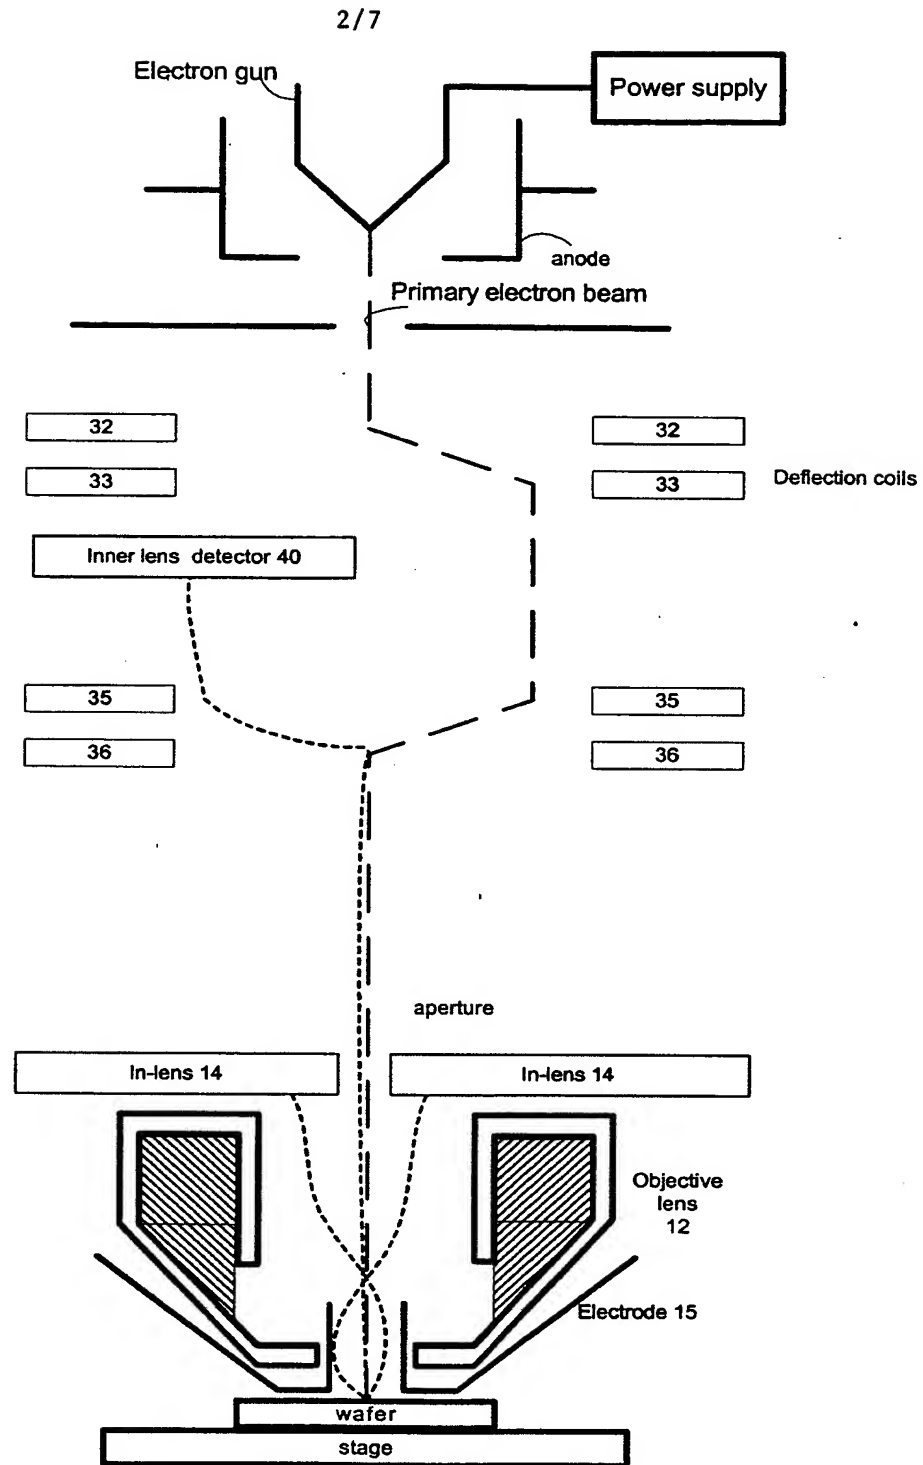 2/7
Electron gun
Power supply
anode
Primary electron beam
32
32
33
33
Deflection coils
Inner lens detector 40
35
35
36
36
aperture
In-lens 14
In-lens 14
Objective
lens
12
Electrode 15
wafer
stage